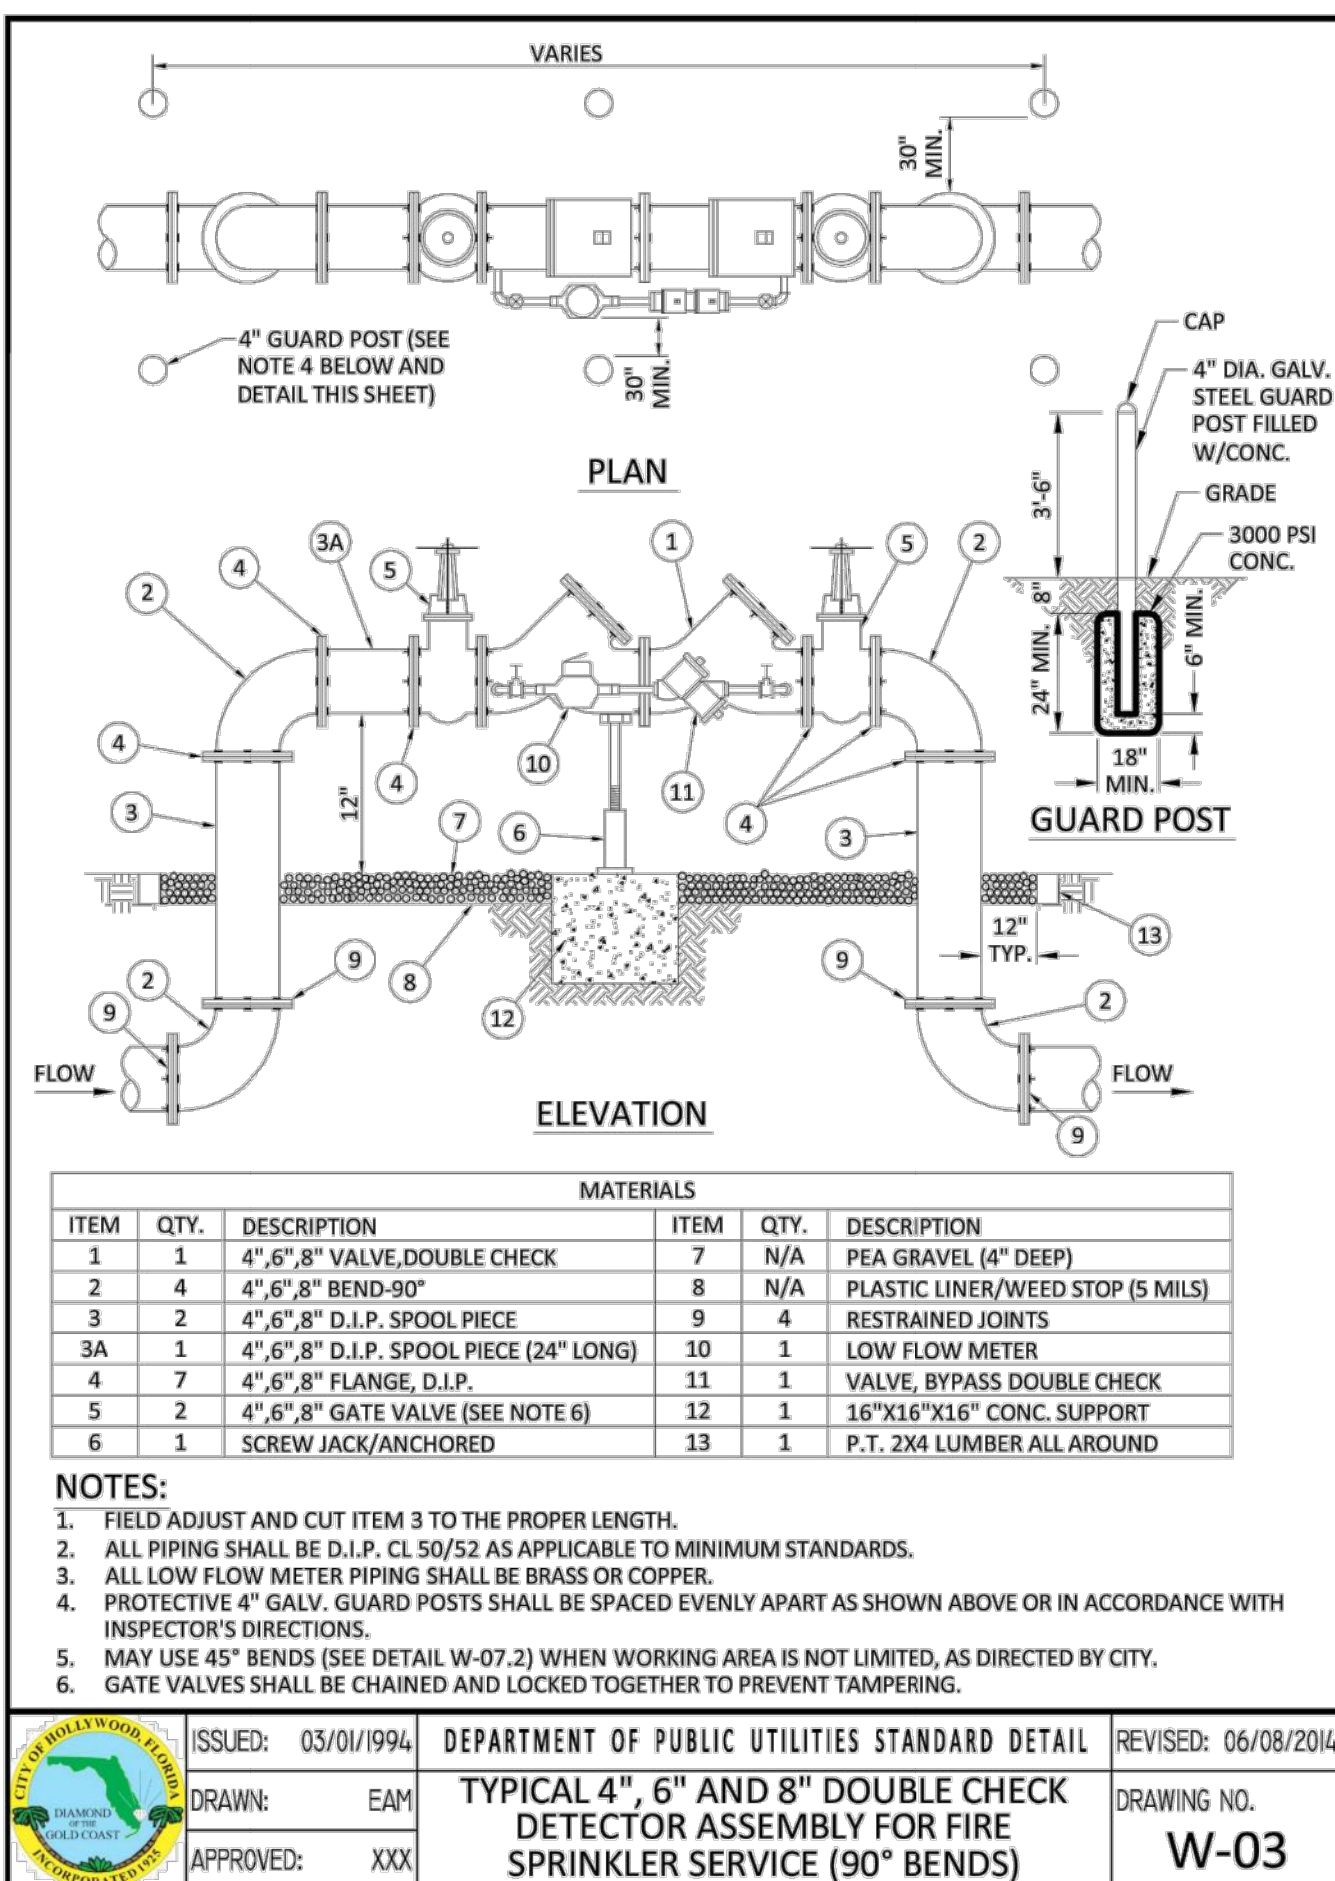 VARIES
30" MIN.
4" GUARD POST (SEE
NOTE 4 BELOW AND
DETAIL THIS SHEET)
30" MIN.
PLAN
CAP
4" DIA. GALV.
STEEL GUARD
POST FILLED
W/CONC.
GRADE
3000 PSI
CONC.
3'-6"
8"
24" MIN.
6" MIN.
18"
MIN.
GUARD POST
3A
1
5
2
4
5
2
4
10
11
4
4
3
12"
7
6
3
12"
TYP.
13
9
8
2
9
12
9
2
FLOW
FLOW
ELEVATION
9
MATERIALS
ITEM QTY. DESCRIPTION ITEM QTY. DESCRIPTION
1 1 4",6",8" VALVE,DOUBLE CHECK 7 N/A PEA GRAVEL (4" DEEP)
2 4 4",6",8" BEND-90° 8 N/A PLASTIC LINER/WEED STOP (5 MILS)
3 2 4",6",8" D.I.P. SPOOL PIECE 9 4 RESTRAINED JOINTS
3A 1 4",6",8" D.I.P. SPOOL PIECE (24" LONG) 10 1 LOW FLOW METER
4 7 4",6",8" FLANGE, D.I.P. 11 1 VALVE, BYPASS DOUBLE CHECK
5 2 4",6",8" GATE VALVE (SEE NOTE 6) 12 1 16"X16"X16" CONC. SUPPORT
6 1 SCREW JACK/ANCHORED 13 1 P.T. 2X4 LUMBER ALL AROUND
NOTES:
1. FIELD ADJUST AND CUT ITEM 3 TO THE PROPER LENGTH.
2. ALL PIPING SHALL BE D.I.P. CL 50/52 AS APPLICABLE TO MINIMUM STANDARDS.
3. ALL LOW FLOW METER PIPING SHALL BE BRASS OR COPPER.
4. PROTECTIVE 4" GALV. GUARD POSTS SHALL BE SPACED EVENLY APART AS SHOWN ABOVE OR IN ACCORDANCE WITH
INSPECTOR'S DIRECTIONS.
5. MAY USE 45° BENDS (SEE DETAIL W-07.2) WHEN WORKING AREA IS NOT LIMITED, AS DIRECTED BY CITY.
6. GATE VALVES SHALL BE CHAINED AND LOCKED TOGETHER TO PREVENT TAMPERING.
CITY OF HOLLYWOOD, FLORIDA
DIAMOND
OF THE
GOLD COAST
INCORPORATED 1925
ISSUED: 03/01/1994
DRAWN: EAM
APPROVED: XXX
DEPARTMENT OF PUBLIC UTILITIES STANDARD DETAIL
TYPICAL 4", 6" AND 8" DOUBLE CHECK
DETECTOR ASSEMBLY FOR FIRE
SPRINKLER SERVICE (90° BENDS)
REVISED: 06/08/2014
DRAWING NO.
W-03